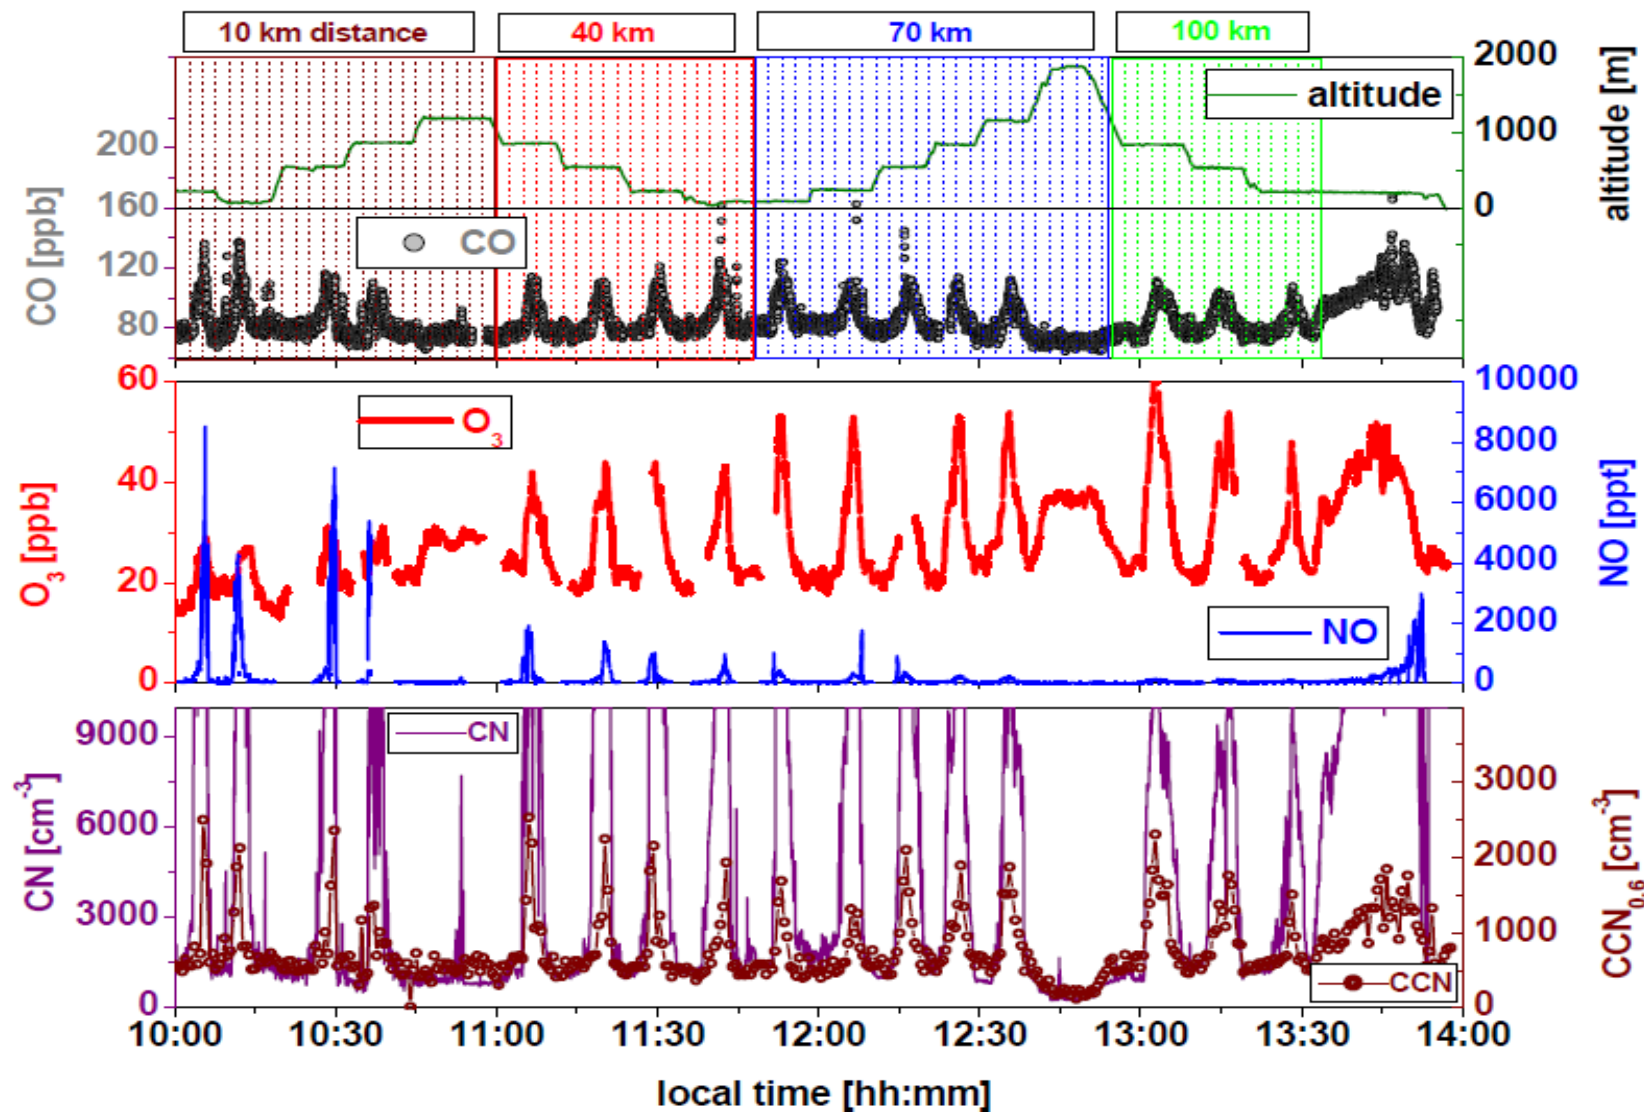 10 km distance 40 km 70 km 100 km
2000
altitude
200
1000
160
0
CO
120
80
CO [ppb]
altitude [m]
60 10000
O3
8000
40
6000
4000
20
NO
2000
0 0
O3 [ppb]
NO [ppt]
CN
9000
3000
6000
2000
3000
1000
CCN
0 0
CN [cm-3]
CCN0,6 [cm-3]
10:00 10:30 11:00 11:30 12:00 12:30 13:00 13:30 14:00
local time [hh:mm]